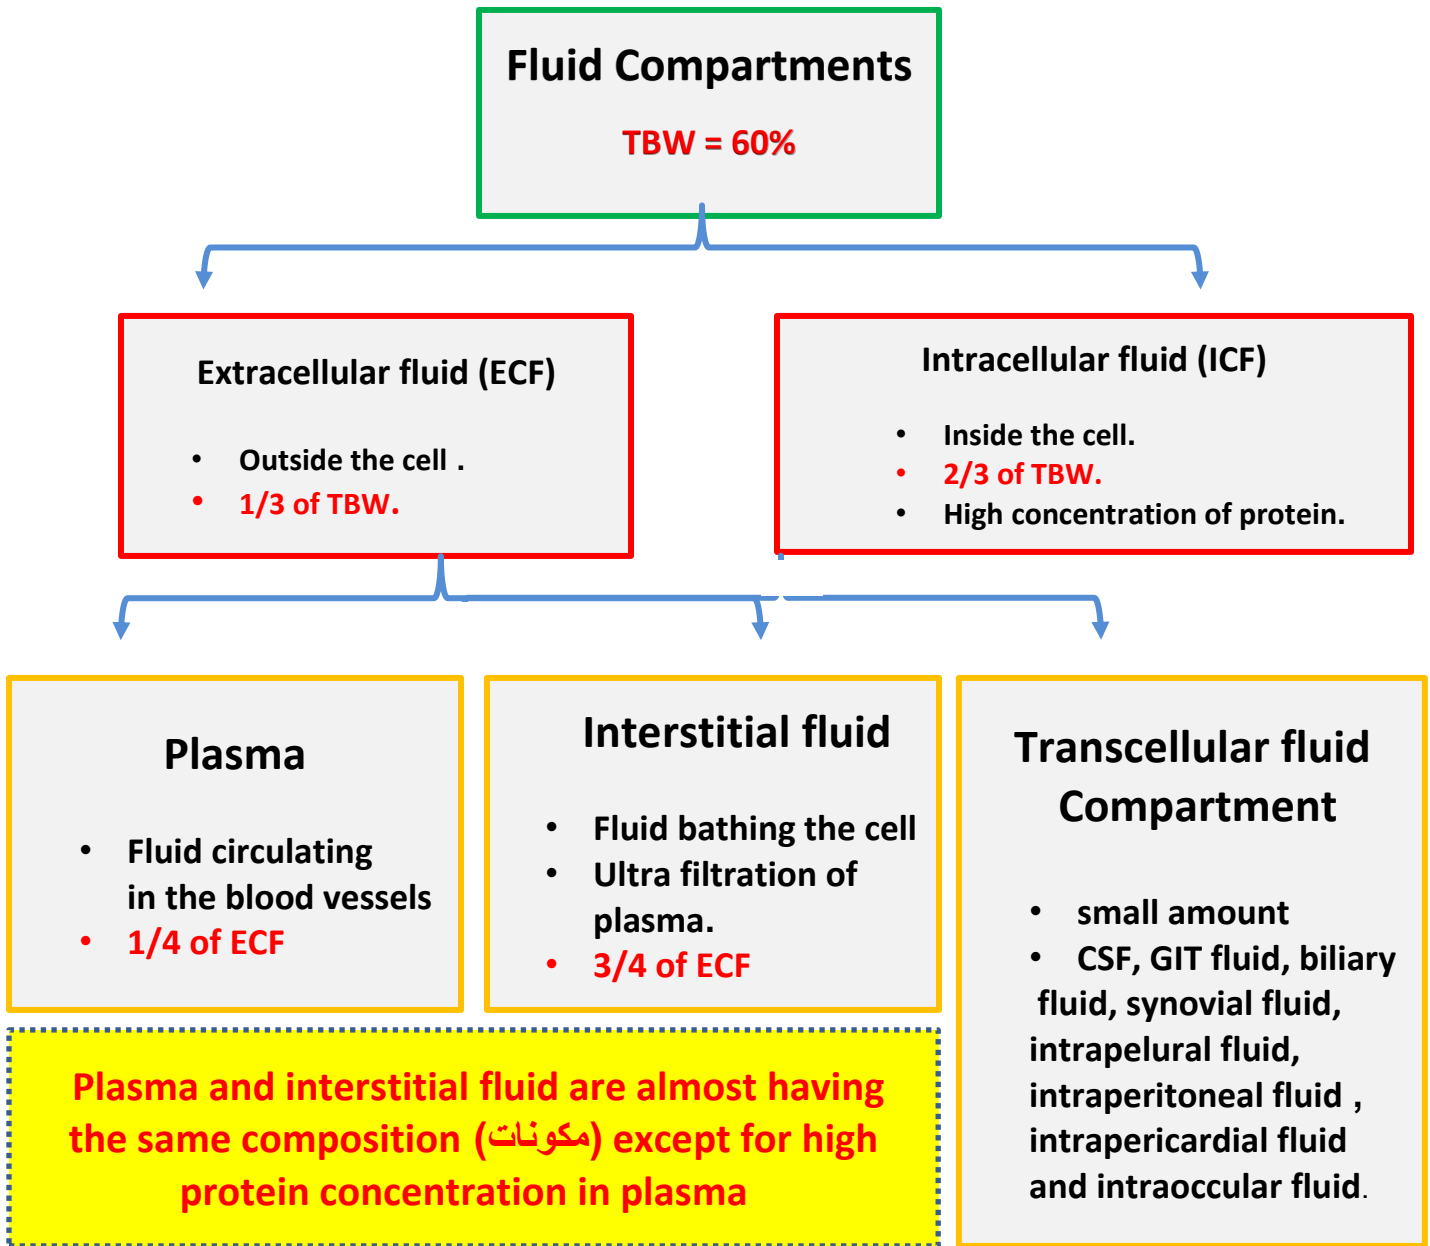 Fluid Compartments
TBW = 60%
Extracellular fluid (ECF)
• Outside the cell .
• 1/3 of TBW.
Intracellular fluid (ICF)
• Inside the cell.
• 2/3 of TBW.
• High concentration of protein.
Plasma
• Fluid circulating
in the blood vessels
• 1/4 of ECF
Interstitial fluid
• Fluid bathing the cell
• Ultra filtration of
plasma.
• 3/4 of ECF
Transcellular fluid
Compartment
• small amount
• CSF, GIT fluid, biliary
fluid, synovial fluid,
intrapelural fluid,
intraperitoneal fluid ,
intrapericardial fluid
and intraoccular fluid.
Plasma and interstitial fluid are almost having
the same composition (مكونات) except for high
protein concentration in plasma